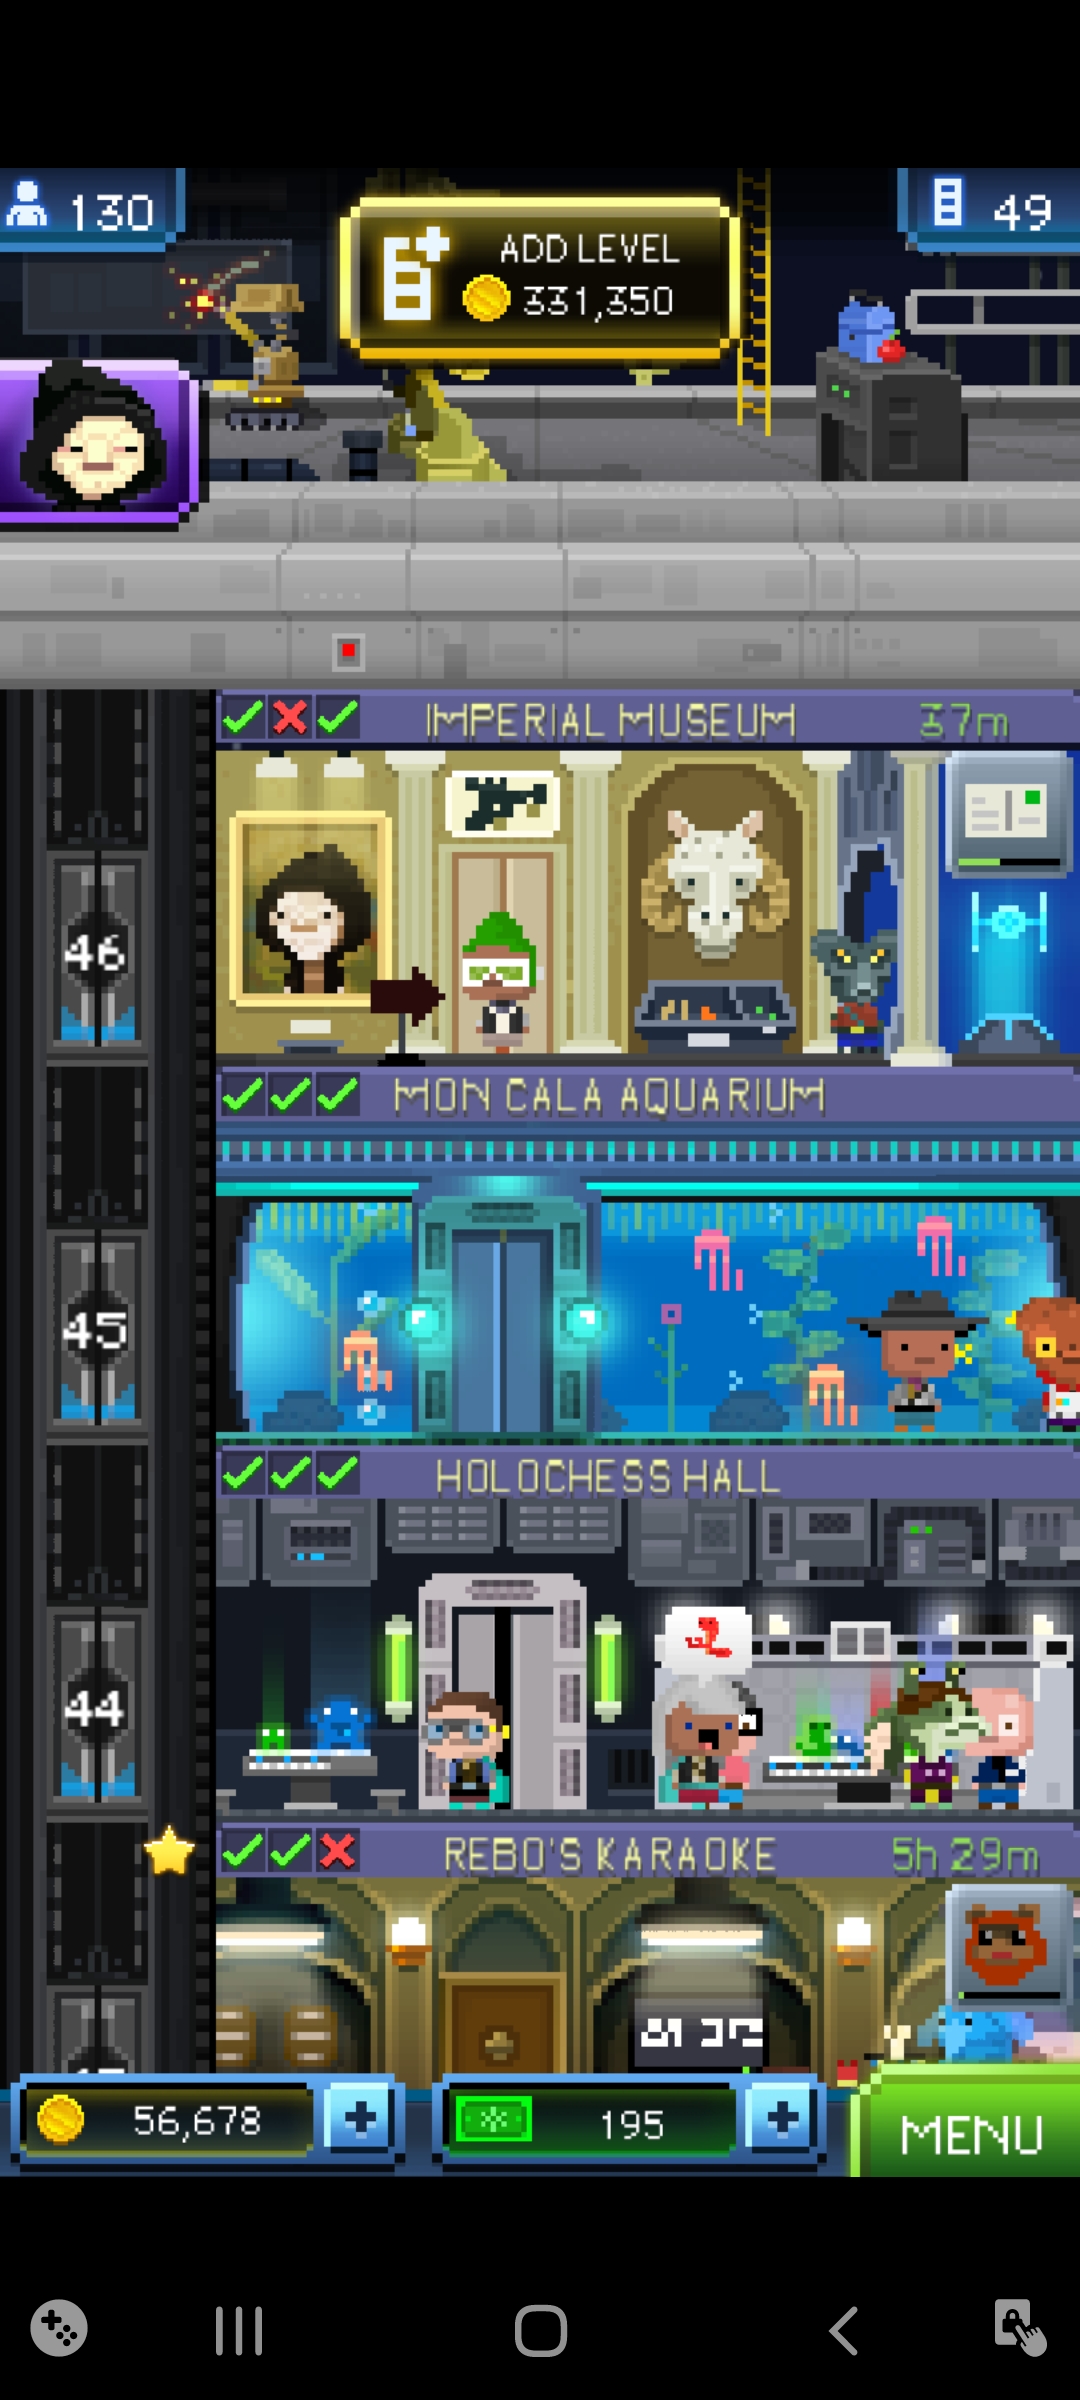 130
ADD LEVEL
331,350
49
IMPERIAL MUSEUM 37m
46
MON CALA AQUARIUM
45
HOLOCHESS HALL
44
REBO'S KARAOKE 5h 29m
56,678
195
MENU